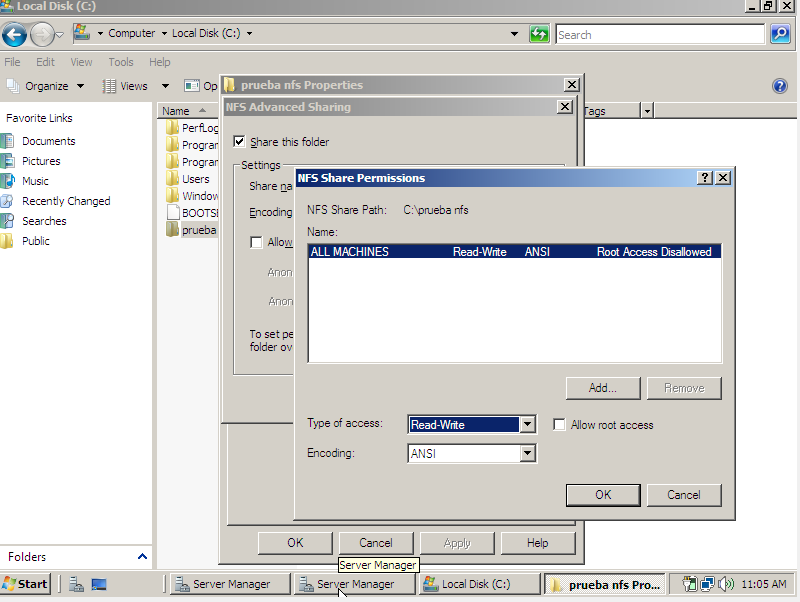 Local Disk (C:)
Computer
Local Disk (C:)
Search
File Edit View Tools Help
Organize Views Op
Favorite Links
Documents
Pictures
Music
Recently Changed
Searches
Public
Folders
Name
Tags
PerfLog
Program
Program
Users
Window
BOOTSE
prueba
prueba nfs Properties
NFS Advanced Sharing
Share this folder
Settings
Share na
Encoding
Allow
Anon
Anon
To set pe
folder ov
NFS Share Permissions
NFS Share Path: C:\prueba nfs
Name:
ALL MACHINES Read-Write ANSI Root Access Disallowed
Add... Remove
Type of access: Read-Write Allow root access
Encoding: ANSI
OK Cancel
OK Cancel Apply Help
Server Manager
Start Server Manager Server Manager Local Disk (C:) prueba nfs Pro... 11:05 AM